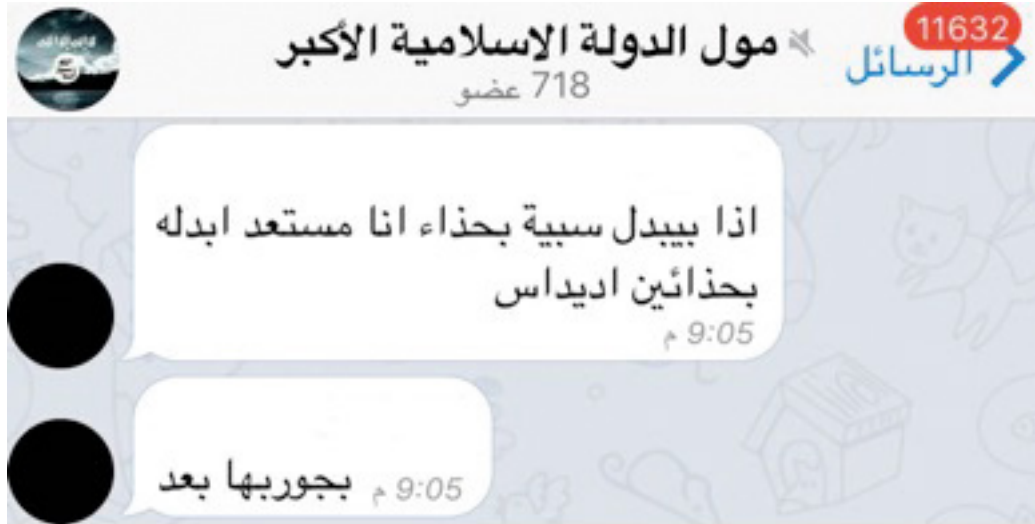 11632
الرسائل
مول الدولة الإسلامية الأكبر
718 عضو
اذا بيبدل سبية بحذاء انا مستعد ابدله
بحذائين اديداس
9:05 م
بجوربها بعد 9:05 م